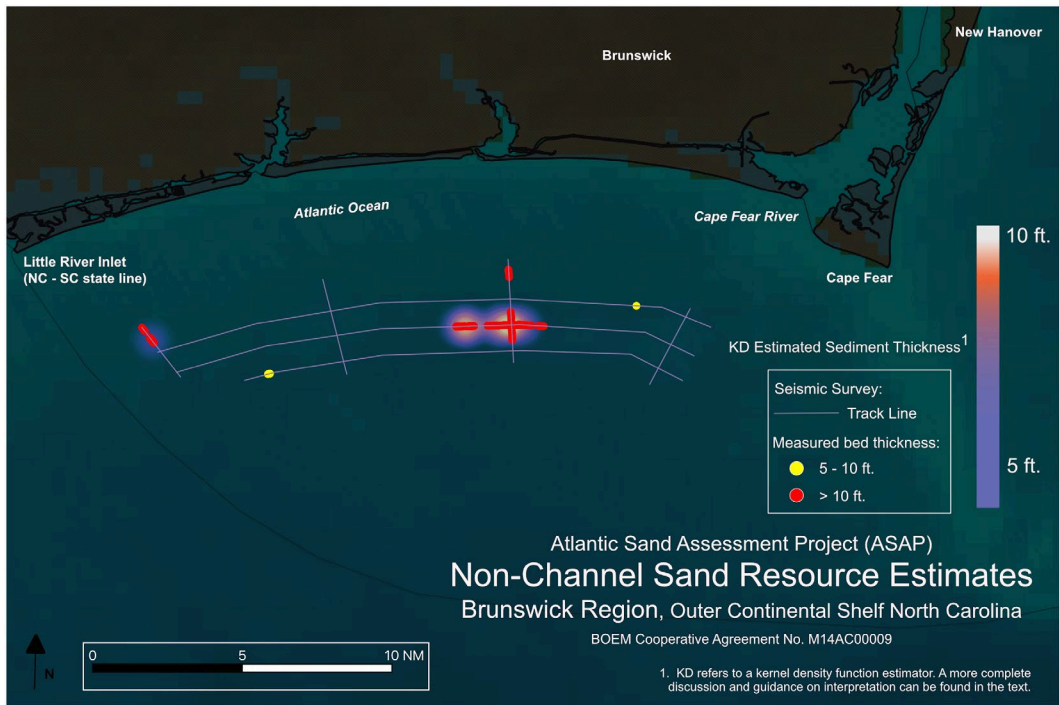 New Hanover
Brunswick
Atlantic Ocean
Cape Fear River
Little River Inlet
(NC - SC state line)
Cape Fear
10 ft.
KD Estimated Sediment Thickness1
5 ft.
Seismic Survey:
Track Line
Measured bed thickness:
5 - 10 ft.
> 10 ft.
Atlantic Sand Assessment Project (ASAP)
Non-Channel Sand Resource Estimates
Brunswick Region, Outer Continental Shelf North Carolina
BOEM Cooperative Agreement No. M14AC00009
N
0 5 10 NM
1. KD refers to a kernel density function estimator. A more complete
discussion and guidance on interpretation can be found in the text.